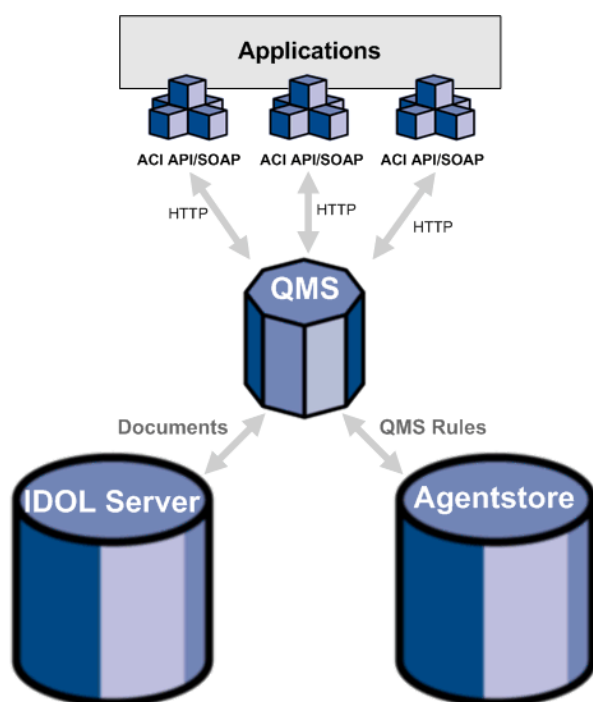 Applications
ACI API/SOAP ACI API/SOAP ACI API/SOAP
HTTP HTTP HTTP
QMS
Documents QMS Rules
IDOL Server Agentstore